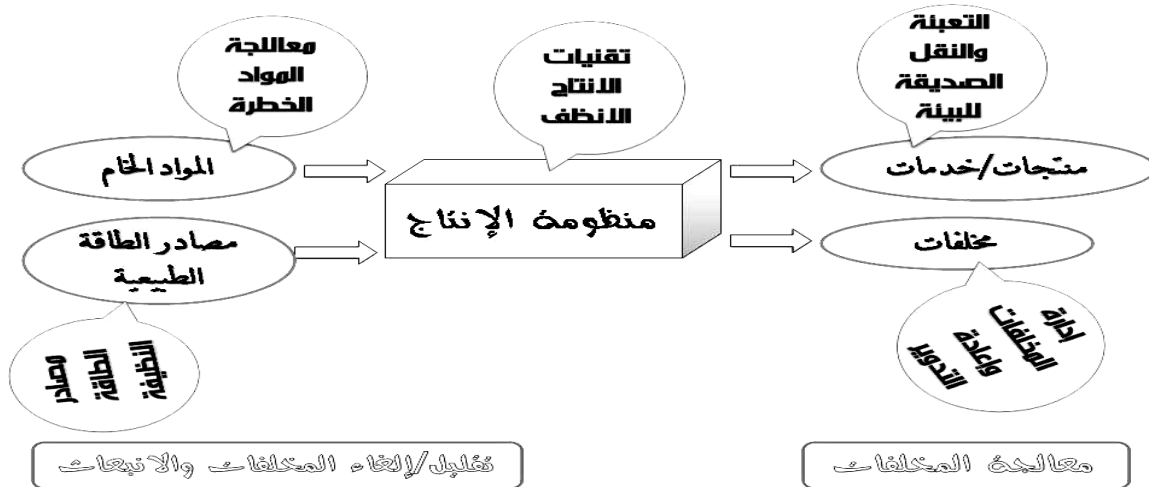 معاللجة
المواد
الخطرة
تقنيات
الانتاج
الانظف
التعبئة
والنقل
الصديقة
للبيئة
المواد الخام
منظومة الإنتاج
منتجات/خدمات
مصادر الطاقة
الطبيعية
مخلفات
مصادر
الطاقة
النظيفة
إدارة
المخلفات
وإعادة
التدوير
تقليل/إلغاء المخلفات والانبعاث
معالجة المخلفات